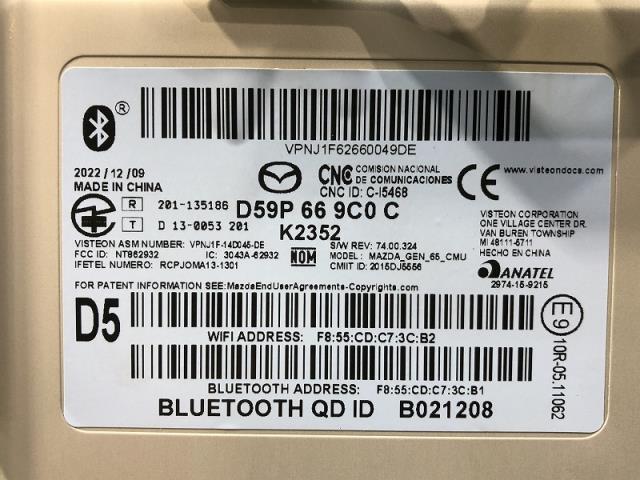 ®
VPNJ1F62660049DE
2022/12/09
MADE IN CHINA
CNC COMISION NACIONAL
DE COMUNICACIONES
CNC ID: C-I5468
www.visteondocs.com
R 201-135186
T D 13-0053 201
D59P 66 9C0 C
K2352
VISTEON CORPORATION
ONE VILLAGE CENTER DR.
VAN BUREN TOWNSHIP
MI 48111-5711
HECHO EN CHINA
VISTEON ASM NUMBER: VPNJ1F-14D045-DE
FCC ID: NT862932 IC: 3043A-62932
IFETEL NUMERO: RCPJOMA13-1301
NOM
S/W REV: 74.00.324
MODEL: MAZDA_GEN_65_CMU
CMIIT ID: 2015DJ5556
ANATEL
2974-15-9215
FOR PATENT INFORMATION SEE: MazdaEndUserAgreements-Copyrights.com
D5
WIFI ADDRESS: F8:55:CD:C7:3C:B2
E9
10R-05.11062
BLUETOOTH ADDRESS: F8:55:CD:C7:3C:B1
BLUETOOTH QD ID B021208